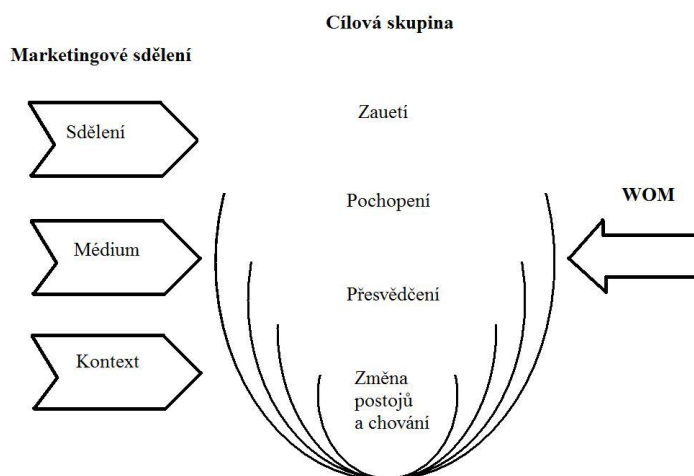 Cílová skupina
Marketingové sdělení
Zauetí
Sdělení
Pochopení
WOM
Médium
Přesvědčení
Kontext
Změna
postojů
a chování